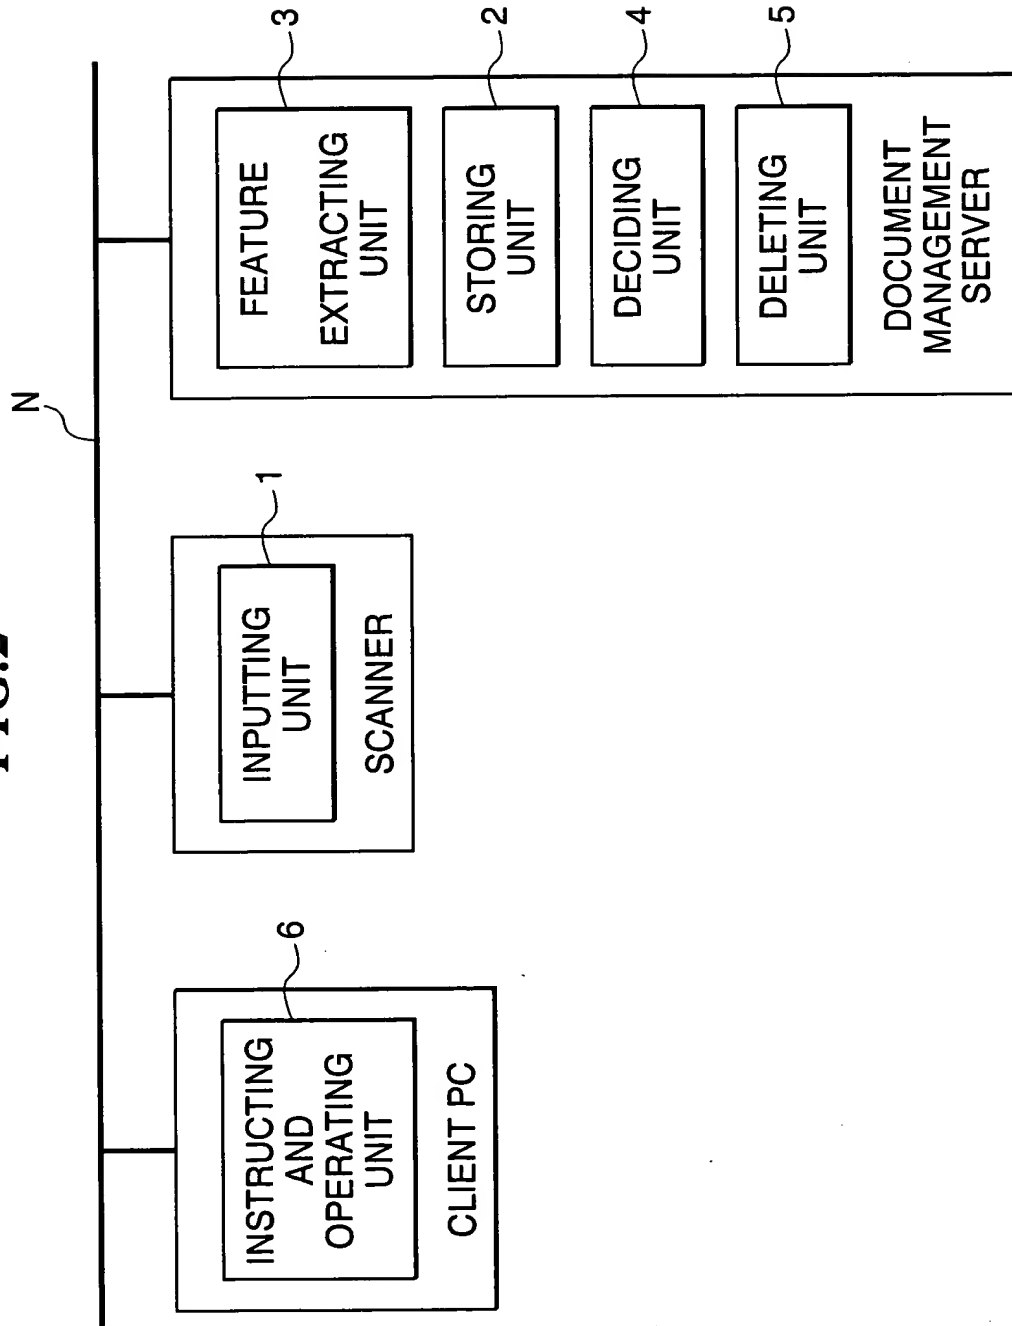 FIG.2
N
6
INSTRUCTING
AND
OPERATING
UNIT
CLIENT PC
1
INPUTTING
UNIT
SCANNER
3
FEATURE
EXTRACTING
UNIT
2
STORING
UNIT
4
DECIDING
UNIT
5
DELETING
UNIT
DOCUMENT
MANAGEMENT
SERVER